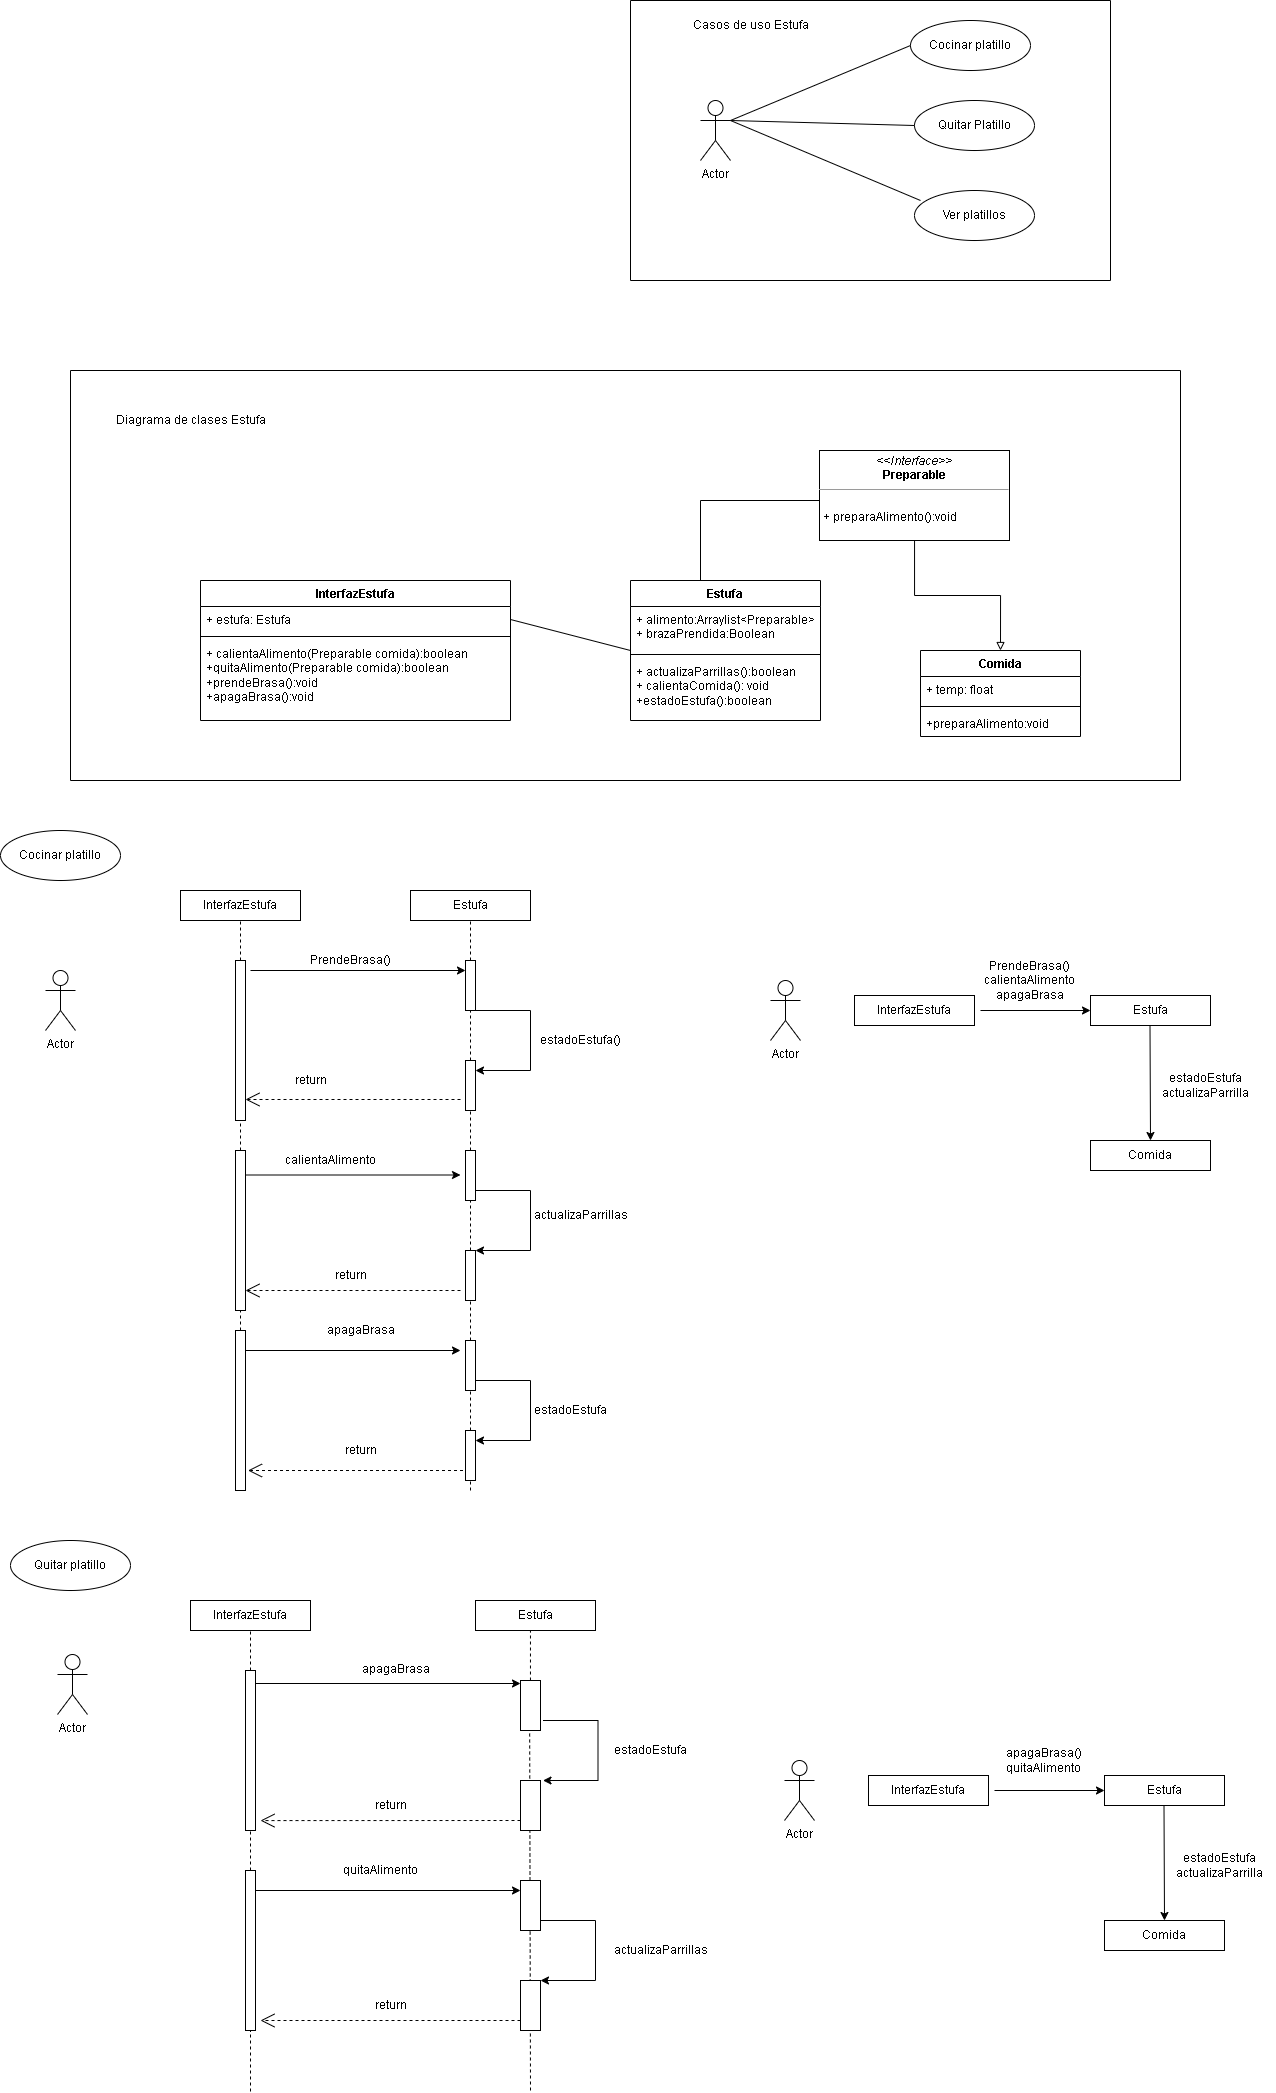 Casos de uso Estufa
Cocinar platillo
Quitar Platillo
Actor
Ver platillos
Diagrama de clases Estufa
<<Interface>>
Preparable
+ preparaAlimento():void
InterfazEstufa
+ estufa: Estufa
+ calientaAlimento(Preparable comida):boolean
+quitaAlimento(Preparable comida):boolean
+prendeBrasa():void
+apagaBrasa():void
Estufa
+ alimento:Arraylist<Preparable>
+ brazaPrendida:Boolean
+ actualizaParrillas():boolean
+ calientaComida(): void
+estadoEstufa():boolean
Comida
+ temp: float
+preparaAlimento:void
Cocinar platillo
InterfazEstufa
Estufa
Actor
PrendeBrasa()
estadoEstufa()
return
calientaAlimento
actualizaParrillas
return
apagaBrasa
estadoEstufa
return
Actor
InterfazEstufa
PrendeBrasa()
calientaAlimento
apagaBrasa
Estufa
estadoEstufa
actualizaParrilla
Comida
Quitar platillo
InterfazEstufa
Estufa
Actor
apagaBrasa
estadoEstufa
return
quitaAlimento
actualizaParrillas
return
Actor
InterfazEstufa
apagaBrasa()
quitaAlimento
Estufa
estadoEstufa
actualizaParrilla
Comida